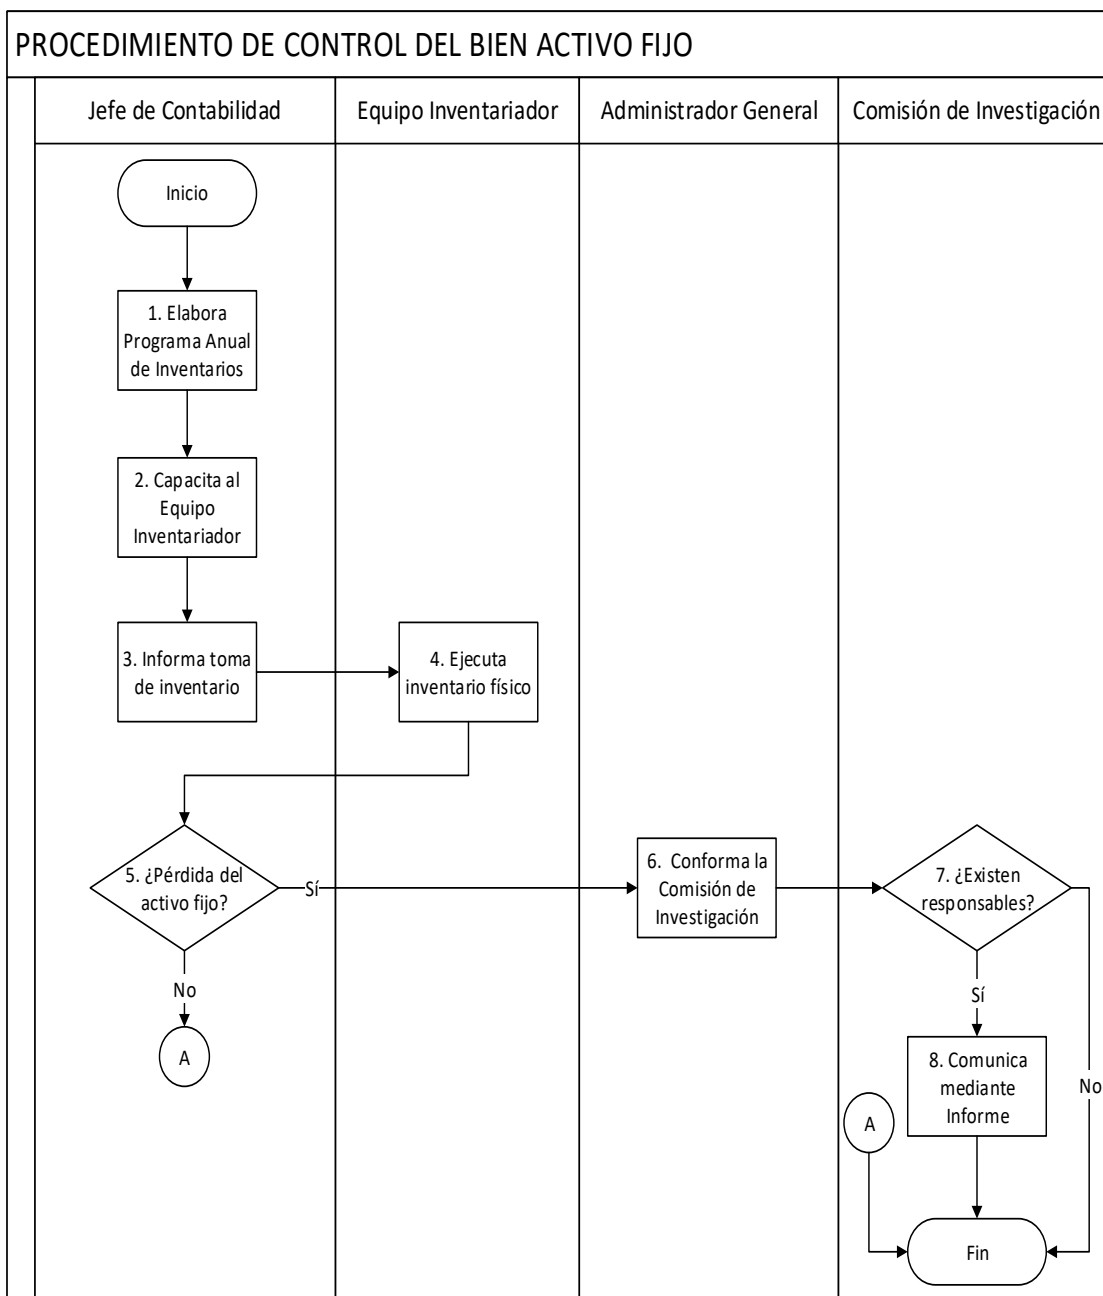 PROCEDIMIENTO DE CONTROL DEL BIEN ACTIVO FIJO
Jefe de Contabilidad
Equipo Inventariador
Administrador General
Comisión de Investigación
Inicio
1. Elabora
Programa Anual
de Inventarios
2. Capacita al
Equipo
Inventariador
3. Informa toma
de inventario
4. Ejecuta
inventario físico
5. ¿Pérdida del
activo fijo?
Sí
No
A
6. Conforma la
Comisión de
Investigación
7. ¿Existen
responsables?
Sí
No
8. Comunica
mediante
Informe
A
Fin